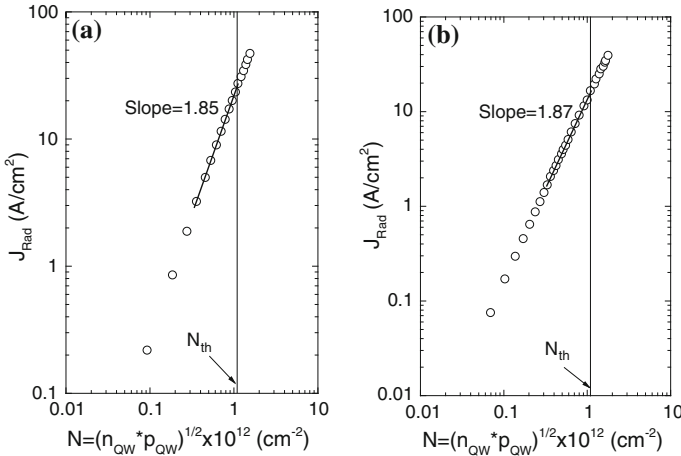 (a)
100
10
1
0.1
J_Rad (A/cm²)
Slope=1.85
N_th
0.01 0.1 1 10
N=(n_QW*p_QW)^1/2x10^12 (cm^-2)
(b)
100
10
1
0.1
0.01
J_Rad (A/cm²)
Slope=1.87
N_th
0.01 0.1 1 10
N=(n_QW*p_QW)^1/2x10^12 (cm^-2)